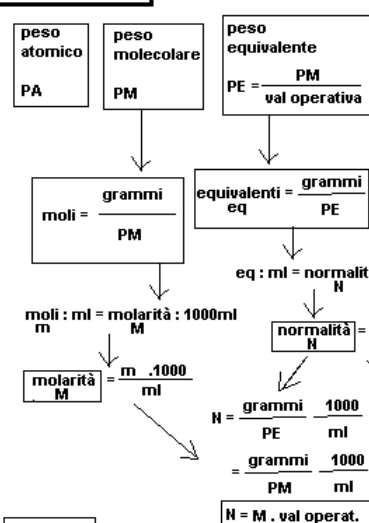 peso
atomico
PA
peso
molecolare
PM
peso
equivalente
PE = PM
val operativa
moli = grammi
PM
equivalenti = grammi
eq PE
eq : ml = normalit
N
moli : ml = molarità : 1000ml
m M
normalità =
N
molarità = m .1000
M ml
N = grammi 1000
PE ml
= grammi 1000
PM ml
N = M . val operat.